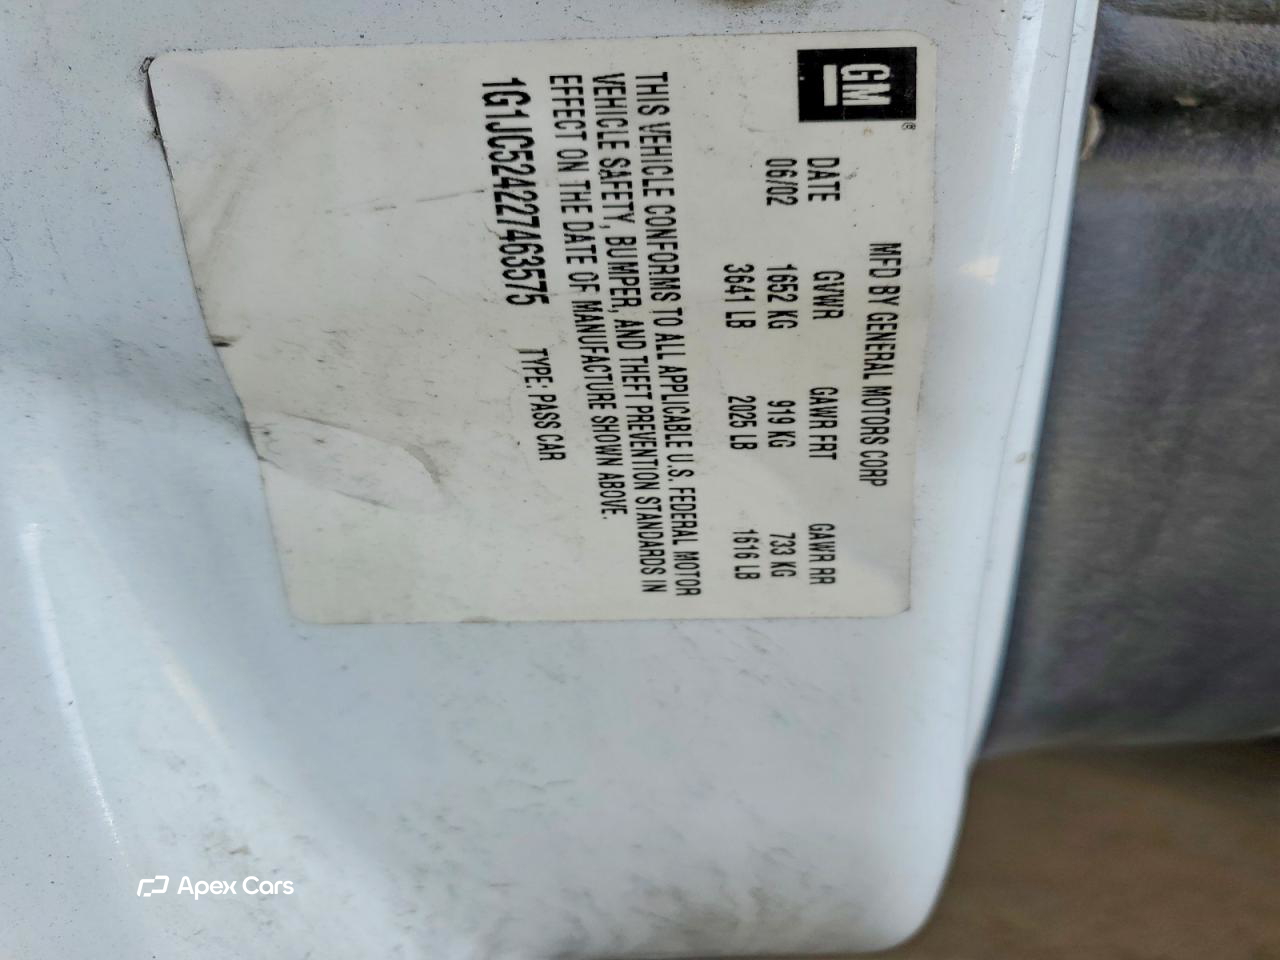 GM®
MFD BY GENERAL MOTORS CORP
DATE GVWR GAWR FRT GAWR RR
06/02 1652 KG 919 KG 733 KG
3641 LB 2025 LB 1616 LB
THIS VEHICLE CONFORMS TO ALL APPLICABLE U.S. FEDERAL MOTOR
VEHICLE SAFETY, BUMPER, AND THEFT PREVENTION STANDARDS IN
EFFECT ON THE DATE OF MANUFACTURE SHOWN ABOVE.
1G1JC524227463575 TYPE: PASS CAR
Apex Cars